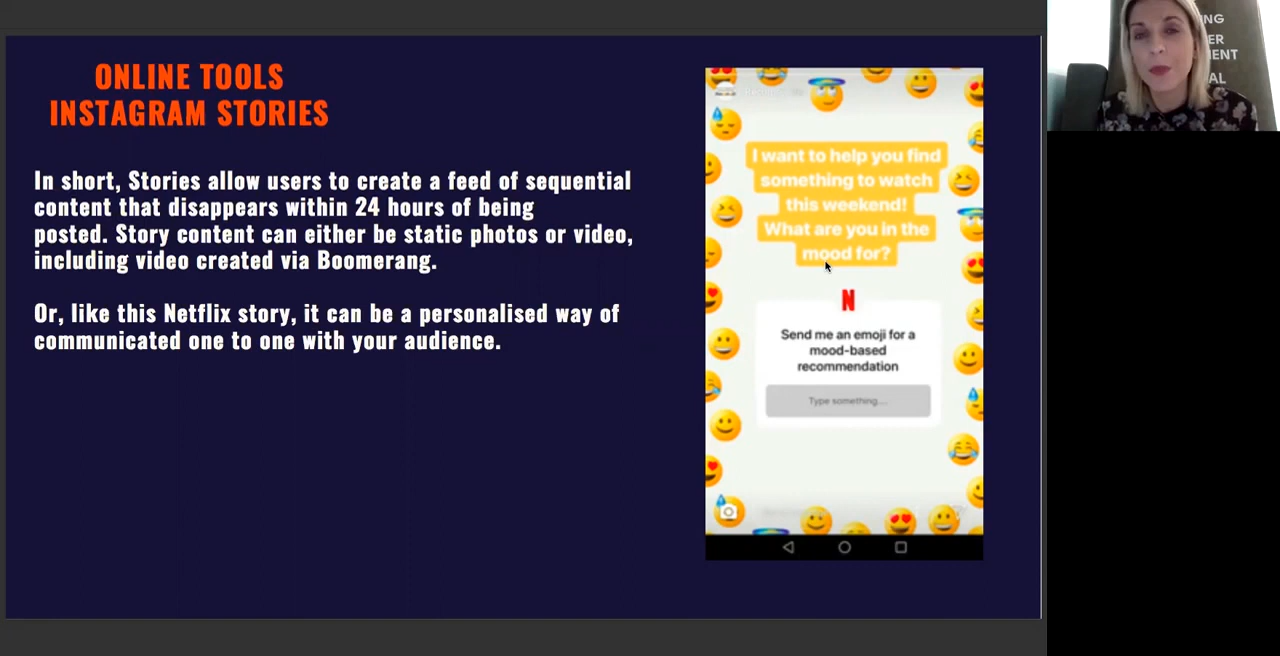 ONLINE TOOLS
INSTAGRAM STORIES
In short, Stories allow users to create a feed of sequential
content that disappears within 24 hours of being
posted. Story content can either be static photos or video,
including video created via Boomerang.
Or, like this Netflix story, it can be a personalised way of
communicated one to one with your audience.
I want to help you find
something to watch
this weekend!
What are you in the
mood for?
N
Send me an emoji for a
mood-based
recommendation
Type something...
NG
ER
ENT
AL